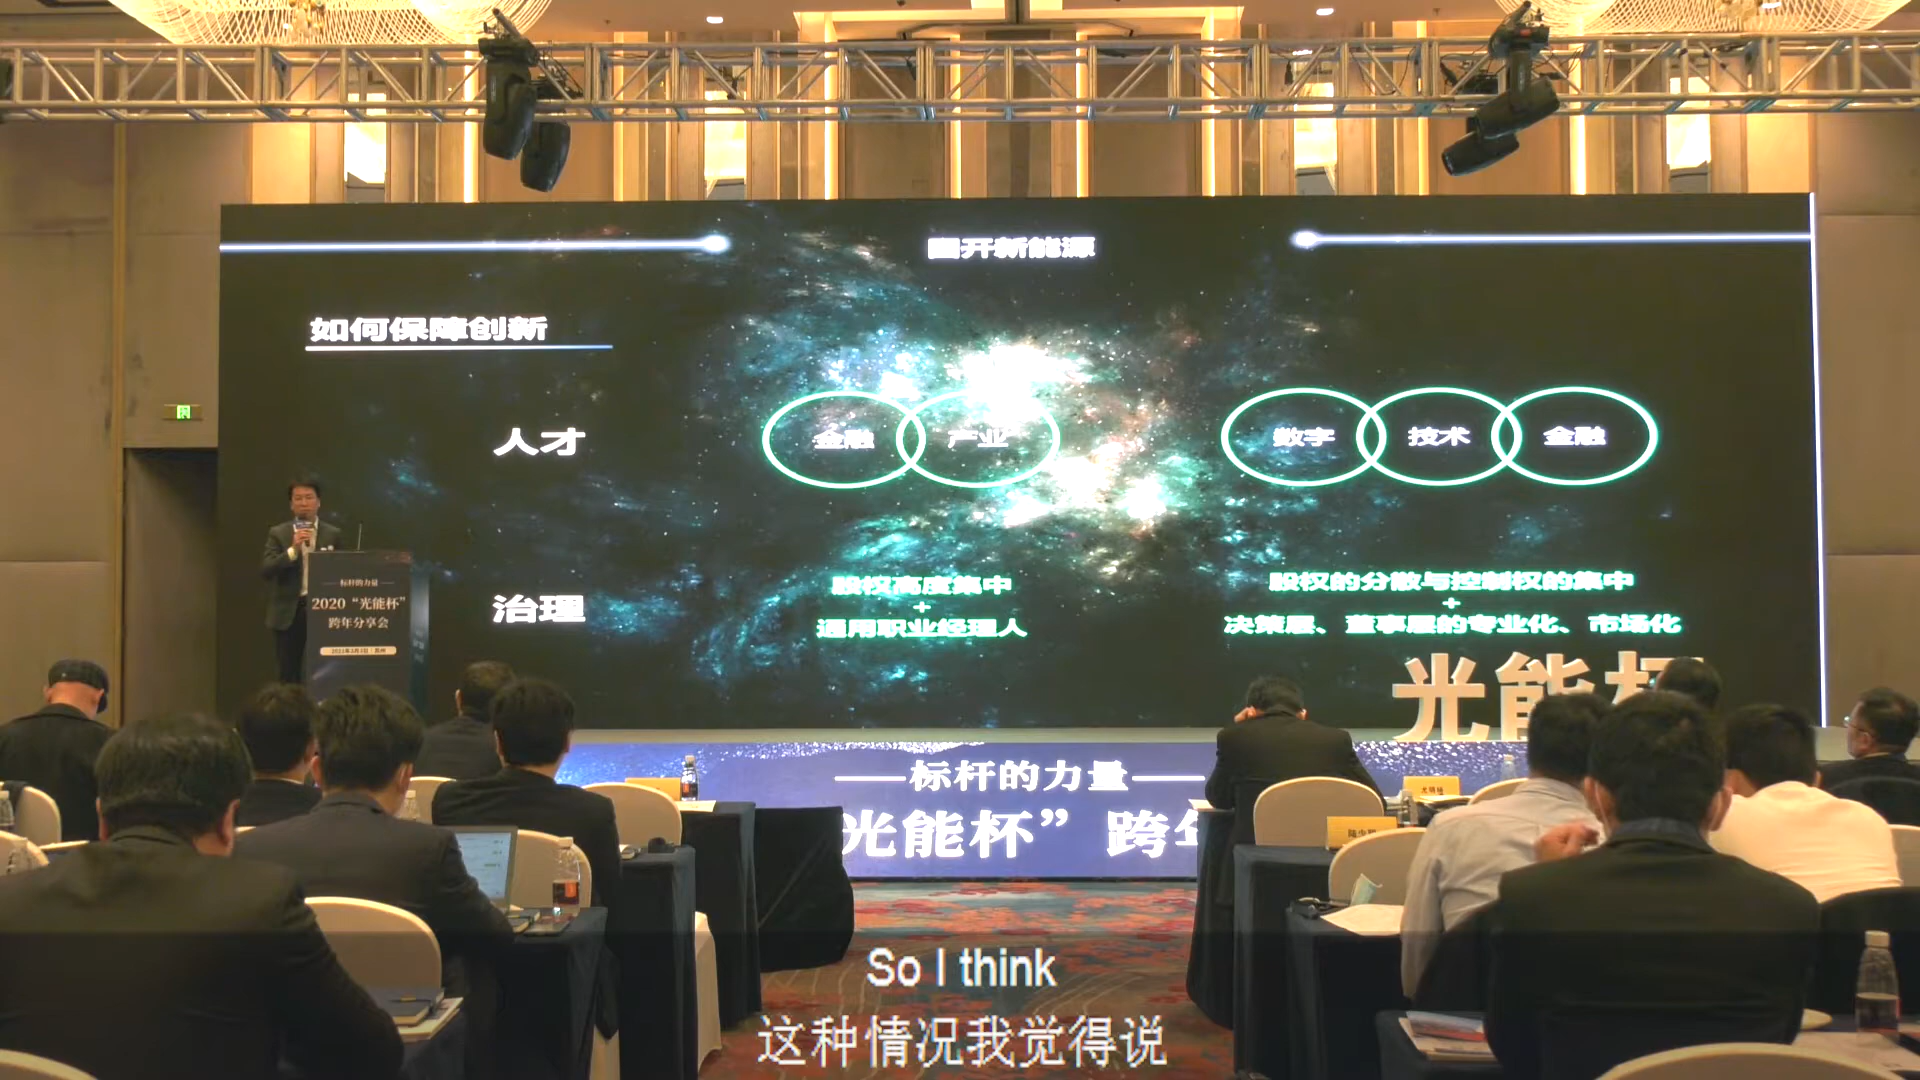 国开新能源
如何保障创新
人才
金融
产业
数字
技术
金融
治理
股权高度集中
+
通用职业经理人
股权的分散与控制权的集中
+
决策层、董事层的专业化、市场化
标杆的力量
2020“光能杯”
跨年分享会
光能杯
标杆的力量
光能杯”跨年
So I think
这种情况我觉得说